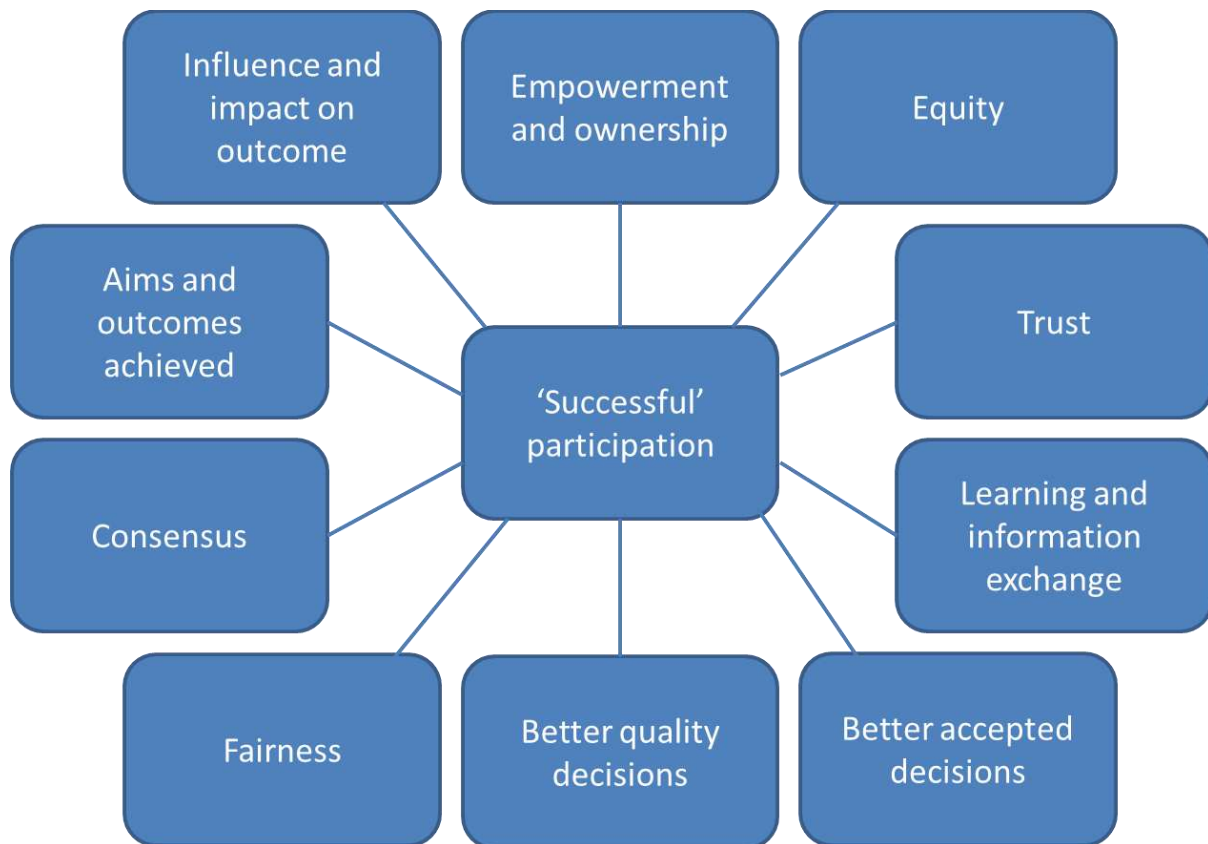 Influence and
impact on
outcome
Empowerment
and ownership
Equity
Aims and
outcomes
achieved
Trust
‘Successful’
participation
Consensus
Learning and
information
exchange
Fairness
Better quality
decisions
Better accepted
decisions